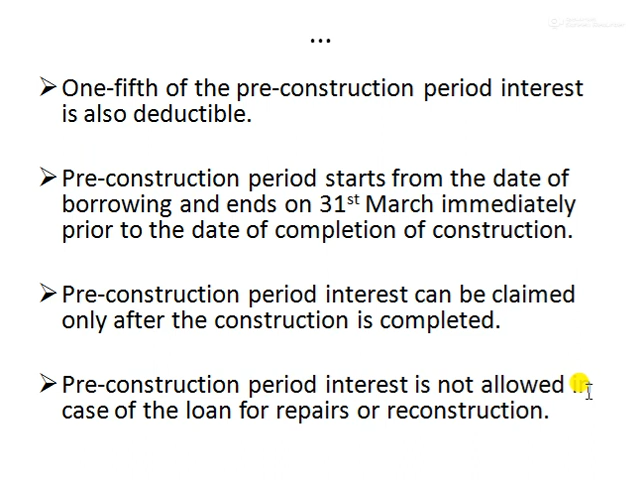 ...
➢ One-fifth of the pre-construction period interest
is also deductible.
➢ Pre-construction period starts from the date of
borrowing and ends on 31st March immediately
prior to the date of completion of construction.
➢ Pre-construction period interest can be claimed
only after the construction is completed.
➢ Pre-construction period interest is not allowed in
case of the loan for repairs or reconstruction.